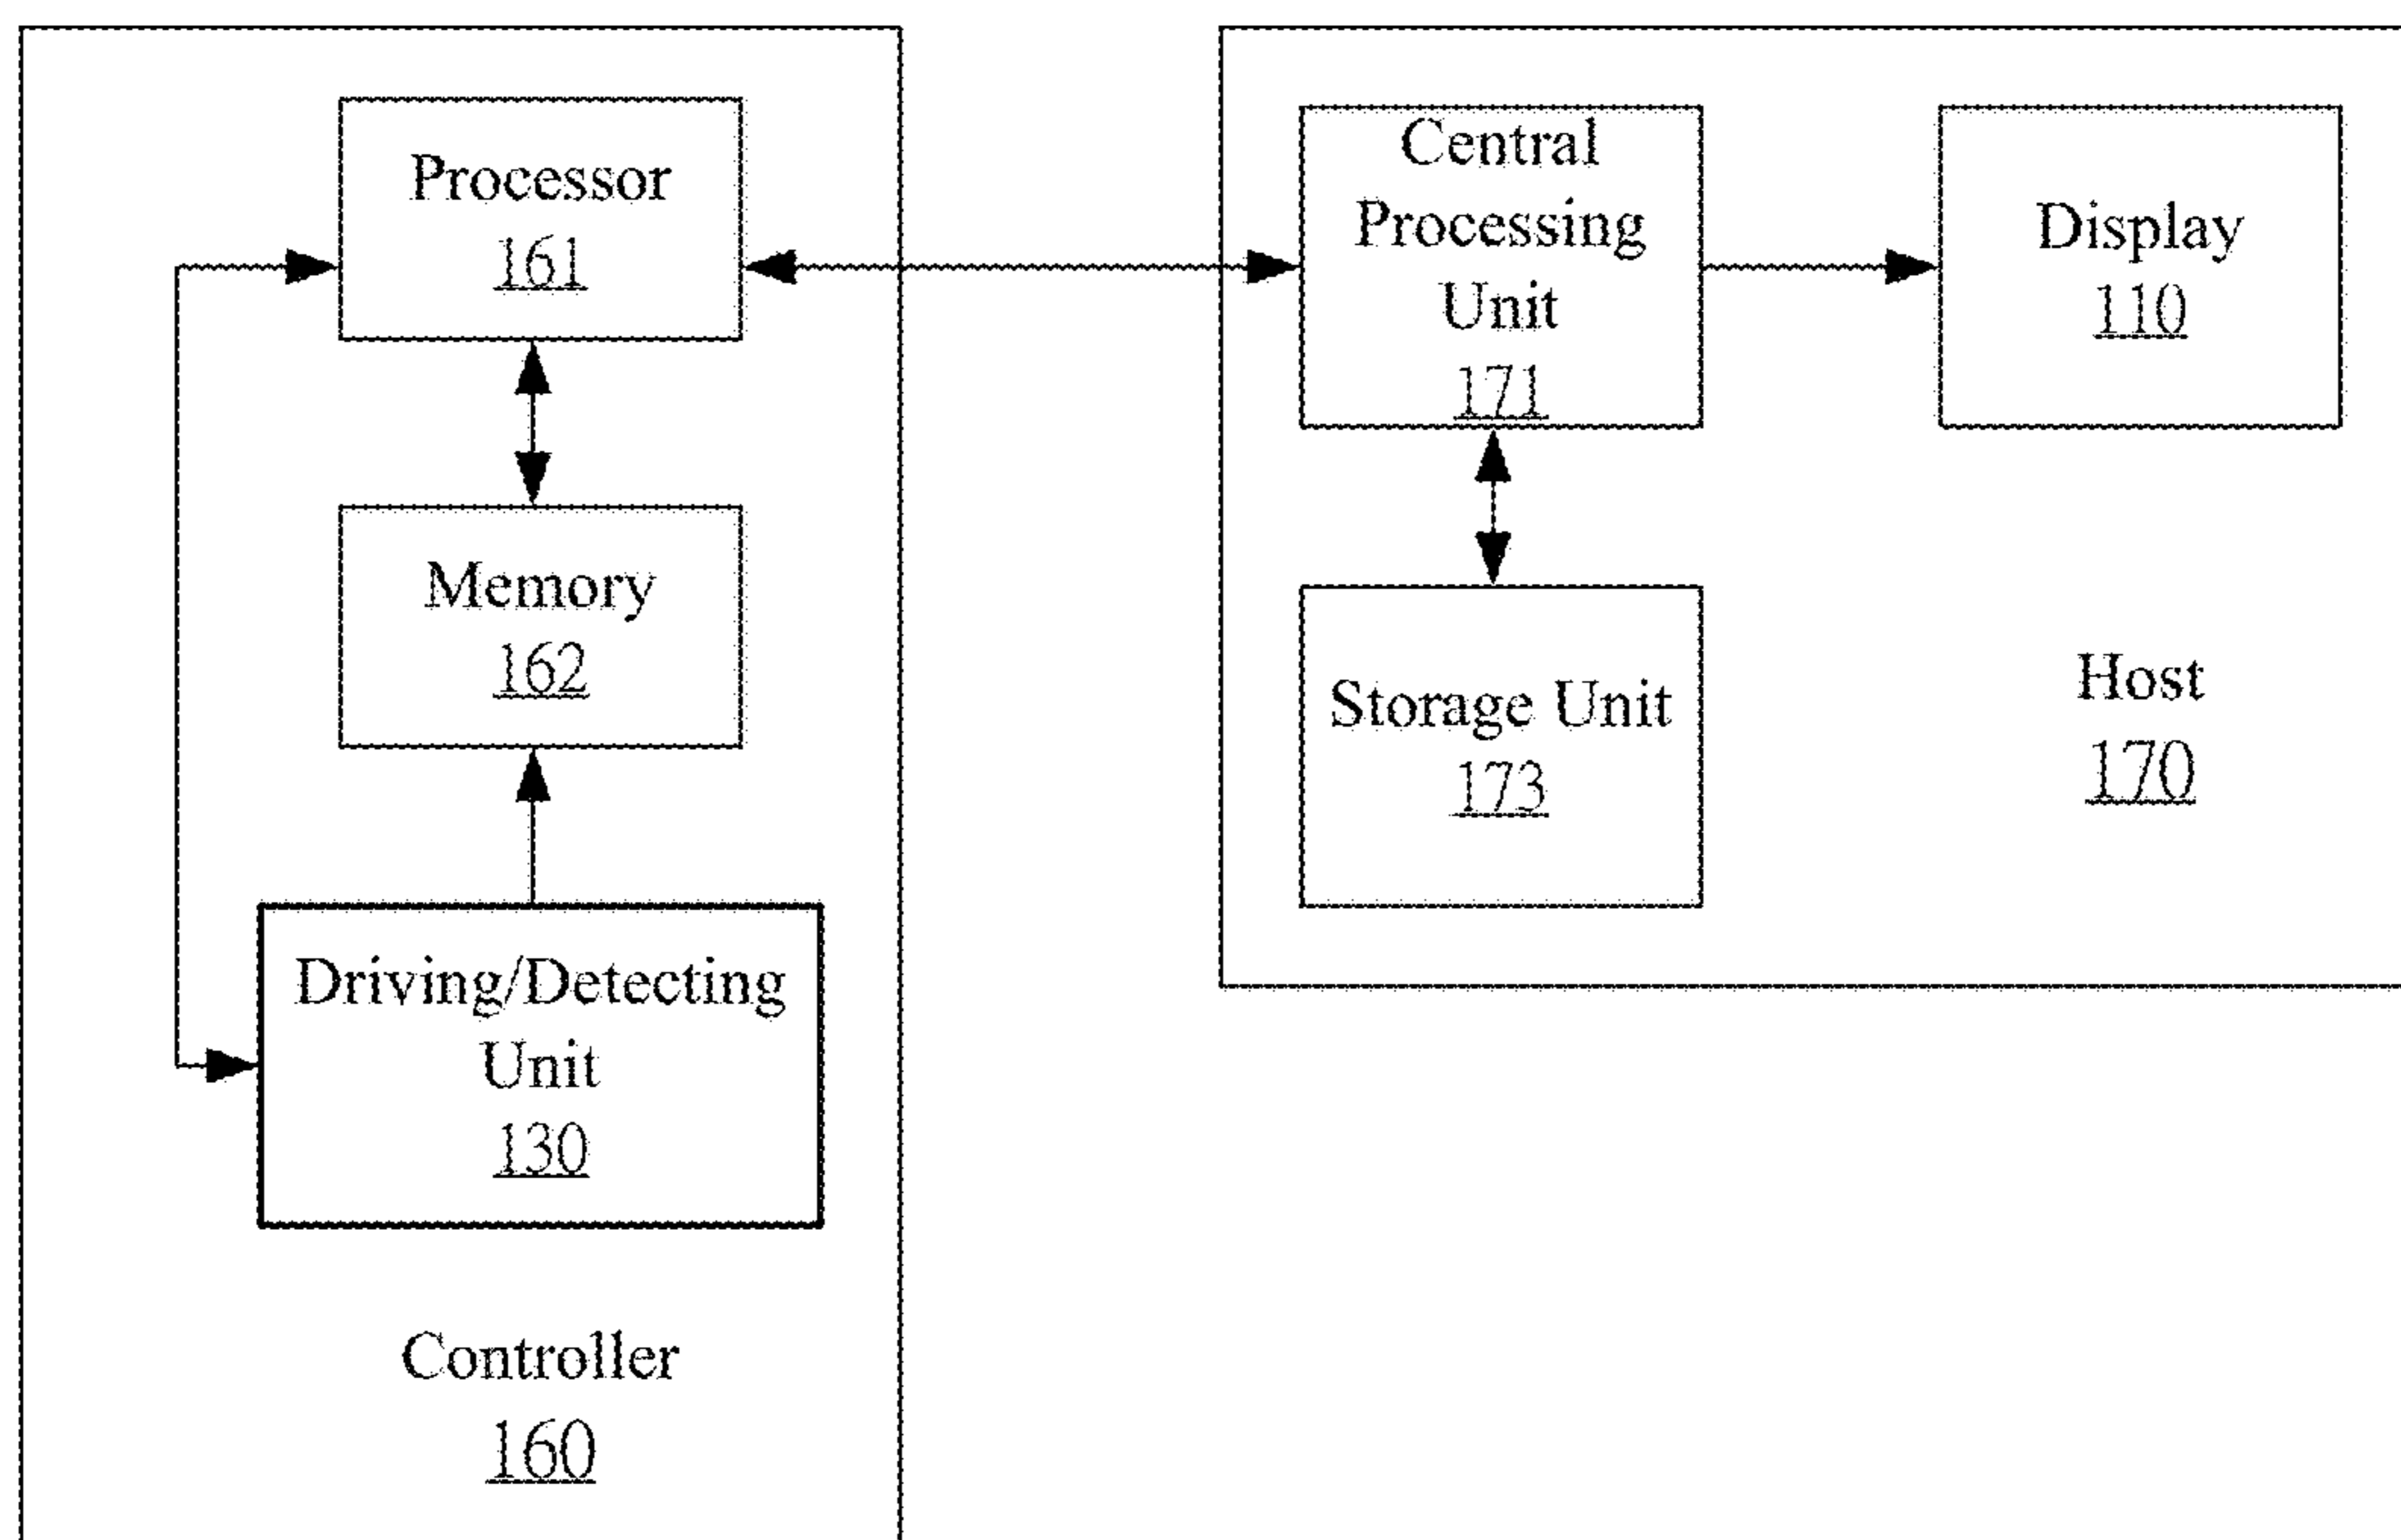 Processor
161
Memory
162
Driving/Detecting
Unit
130
Controller
160
Central
Processing
Unit
171
Display
110
Storage Unit
173
Host
170